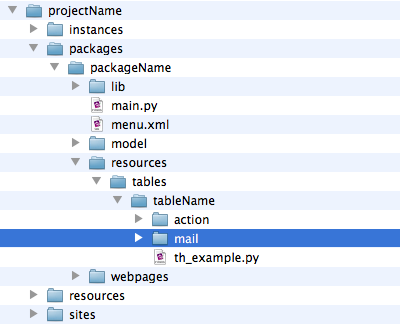 projectName
instances
packages
packageName
lib
main.py
menu.xml
model
resources
tables
tableName
action
mail
th_example.py
webpages
resources
sites